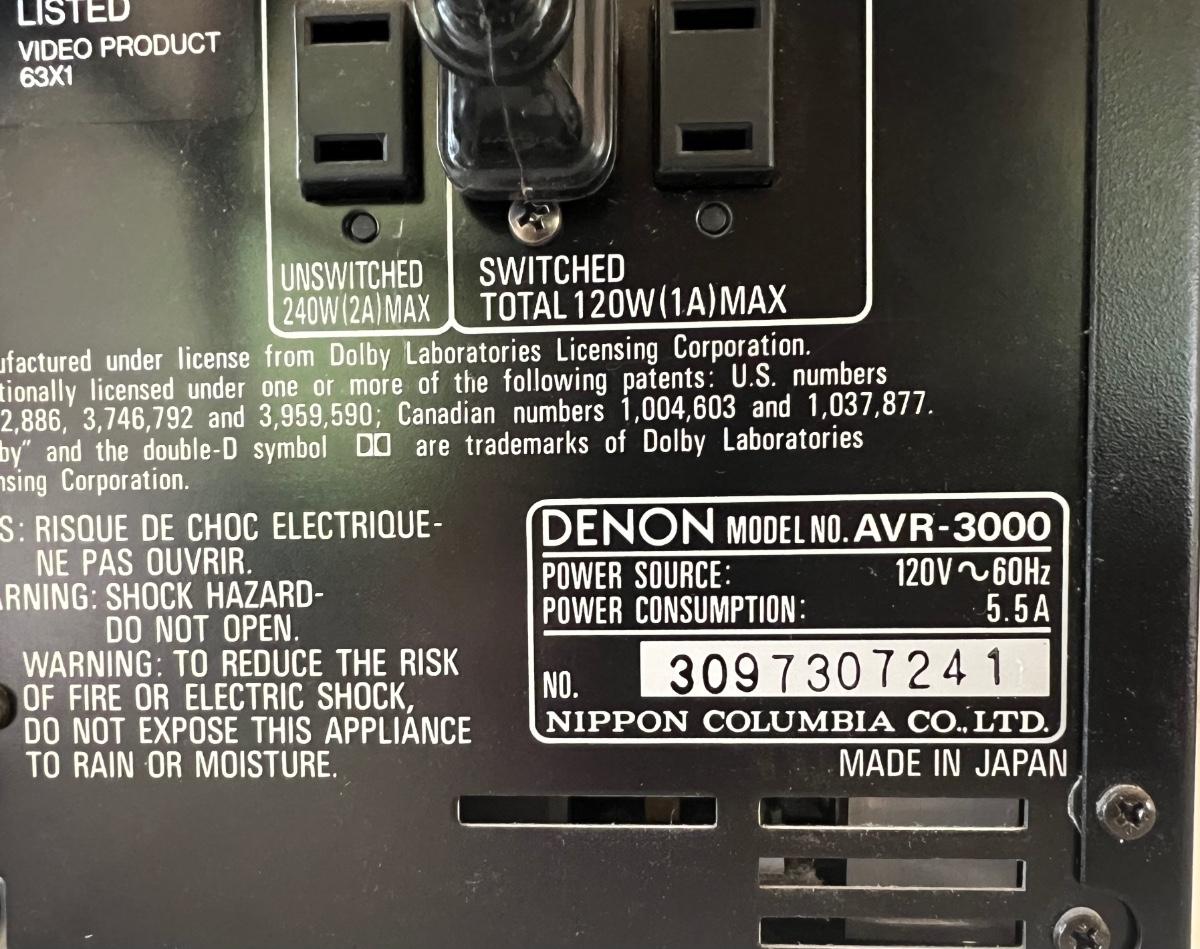 LISTED
VIDEO PRODUCT
63X1
UNSWITCHED
240W(2A)MAX
SWITCHED
TOTAL 120W(1A)MAX
ufactured under license from Dolby Laboratories Licensing Corporation.
tionally licensed under one or more of the following patents: U.S. numbers
2,886, 3,746,792 and 3,959,590; Canadian numbers 1,004,603 and 1,037,877.
by” and the double-D symbol are trademarks of Dolby Laboratories
nsing Corporation.
S: RISQUE DE CHOC ELECTRIQUE-
NE PAS OUVRIR.
RNING: SHOCK HAZARD-
DO NOT OPEN.
WARNING: TO REDUCE THE RISK
OF FIRE OR ELECTRIC SHOCK,
DO NOT EXPOSE THIS APPLIANCE
TO RAIN OR MOISTURE.
DENON MODEL NO. AVR-3000
POWER SOURCE: 120V～60Hz
POWER CONSUMPTION: 5.5A
NO. 3097307241
NIPPON COLUMBIA CO.,LTD.
MADE IN JAPAN